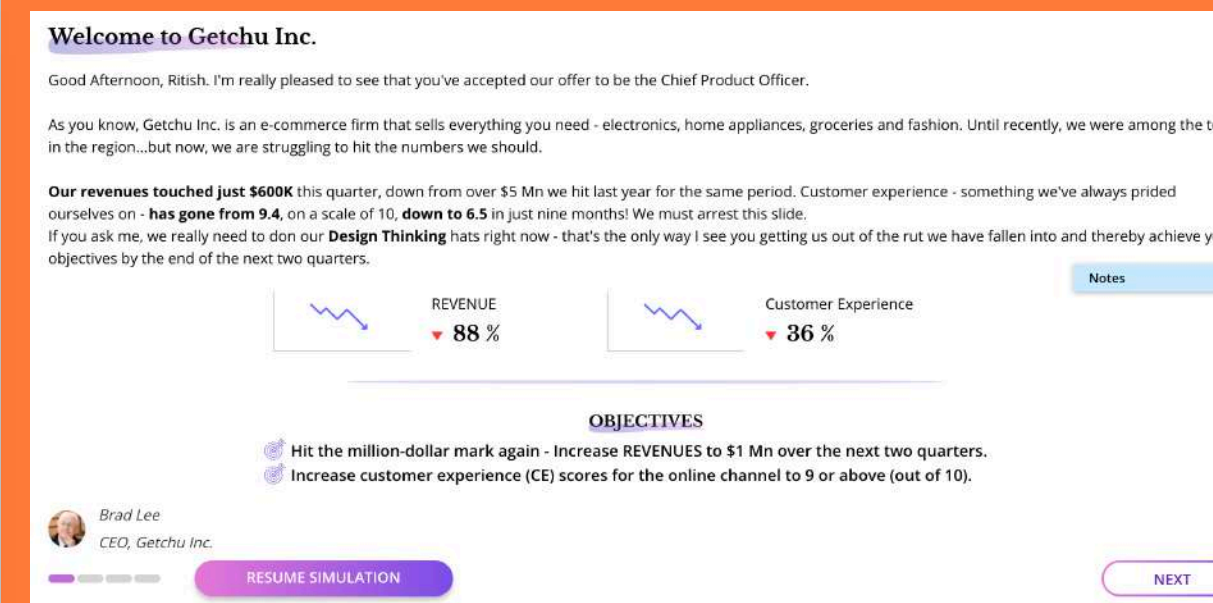 Welcome to Getchu Inc.
Good Afternoon, Ritish. I'm really pleased to see that you've accepted our offer to be the Chief Product Officer.
As you know, Getchu Inc. is an e-commerce firm that sells everything you need - electronics, home appliances, groceries and fashion. Until recently, we were among the
in the region...but now, we are struggling to hit the numbers we should.
Our revenues touched just $600K this quarter, down from over $5 Mn we hit last year for the same period. Customer experience - something we've always prided
ourselves on - has gone from 9.4, on a scale of 10, down to 6.5 in just nine months! We must arrest this slide.
If you ask me, we really need to don our Design Thinking hats right now - that's the only way I see you getting us out of the rut we have fallen into and thereby achieve
objectives by the end of the next two quarters.
Notes
REVENUE
88 %
Customer Experience
36 %
OBJECTIVES
Hit the million-dollar mark again - Increase REVENUES to $1 Mn over the next two quarters.
Increase customer experience (CE) scores for the online channel to 9 or above (out of 10).
Brad Lee
CEO, Getchu Inc.
RESUME SIMULATION
NEXT